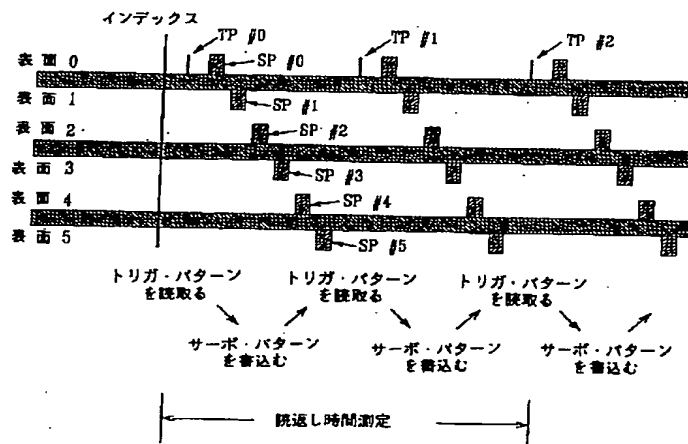 インデックス
TP #0
TP #1
TP #2
表面 0
SP #0
表面 1
SP #1
表面 2
SP #2
表面 3
SP #3
表面 4
SP #4
表面 5
SP #5
トリガ・パターン
を読取る
トリガ・パターン
を読取る
トリガ・パターン
を読取る
サーボ・パターン
を書込む
サーボ・パターン
を書込む
サーボ・パターン
を書込む
読返し時間測定